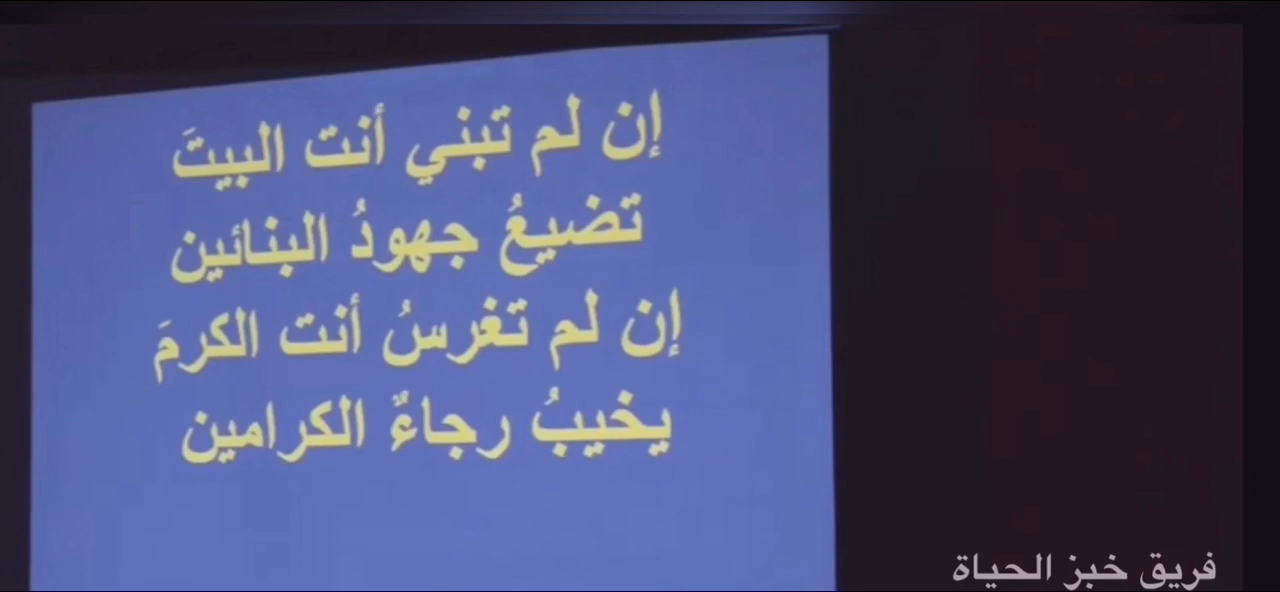 إن لم تبني أنت البيتَ
تضيعُ جهودُ البنائين
إن لم تغرسُ أنت الكرمَ
يخيبُ رجاءٌ الكرامين
فريق خبز الحياة